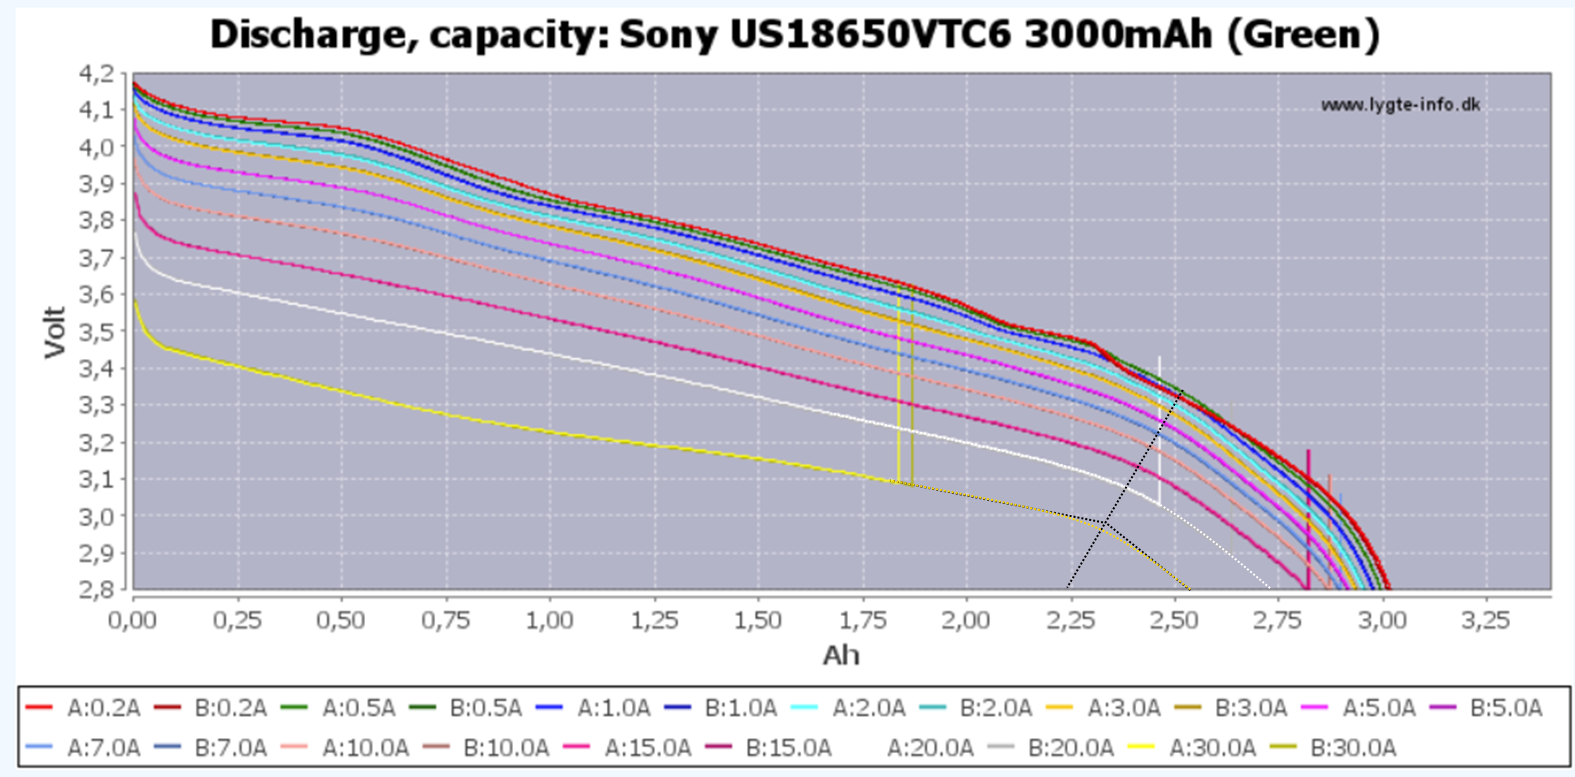 Discharge, capacity: Sony US18650VTC6 3000mAh (Green)
www.lygte-info.dk
4,2
4,1
4,0
3,9
3,8
3,7
3,6
3,5
3,4
3,3
3,2
3,1
3,0
2,9
2,8
Volt
0,00 0,25 0,50 0,75 1,00 1,25 1,50 1,75 2,00 2,25 2,50 2,75 3,00 3,25
Ah
A:0.2A B:0.2A A:0.5A B:0.5A A:1.0A B:1.0A A:2.0A B:2.0A A:3.0A B:3.0A A:5.0A B:5.0A
A:7.0A B:7.0A A:10.0A B:10.0A A:15.0A B:15.0A A:20.0A B:20.0A A:30.0A B:30.0A